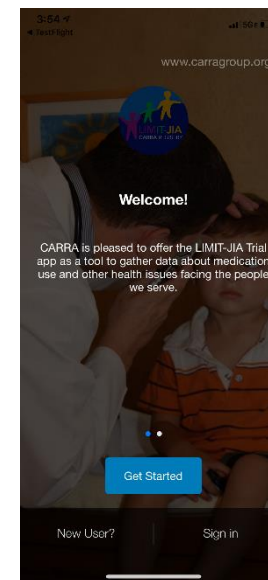 3:54
5G
◀ TestFlight
www.carragroup.org
LIMIT-JIA
Welcome!
CARRA is pleased to offer the LIMIT-JIA Trial
app as a tool to gather data about medication
use and other health issues facing the people
we serve.
Get Started
New User?
Sign in